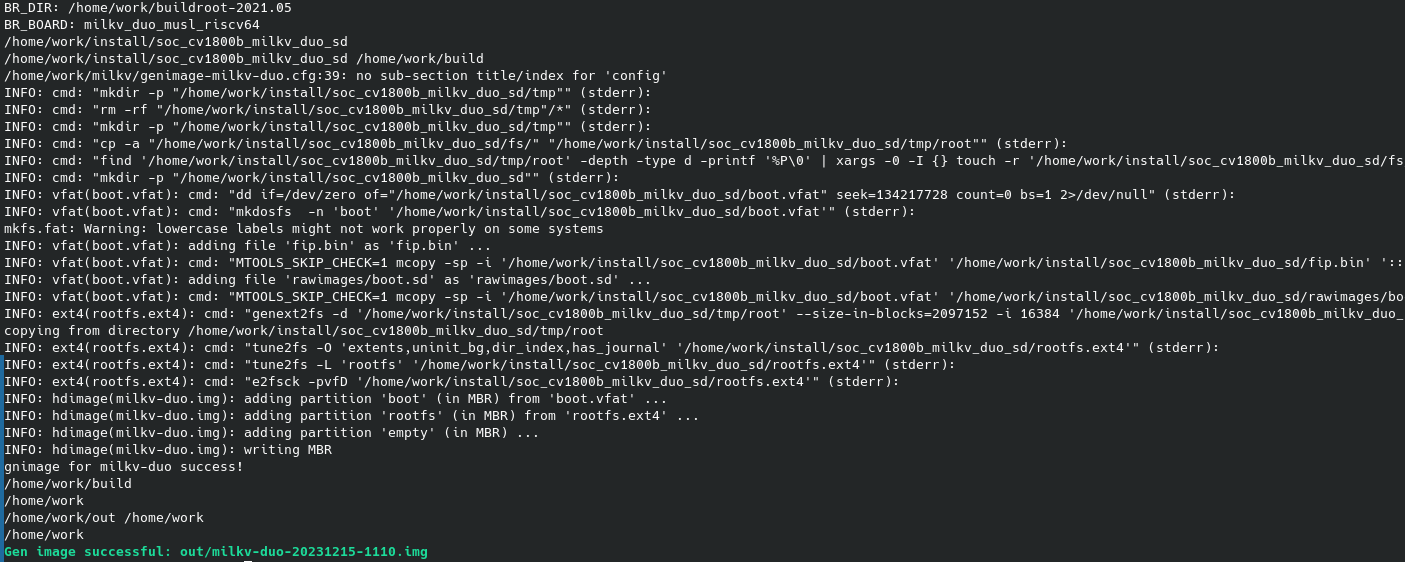 BR_DIR: /home/work/buildroot-2021.05
BR_BOARD: milkv_duo_musl_riscv64
/home/work/install/soc_cv1800b_milkv_duo_sd
/home/work/install/soc_cv1800b_milkv_duo_sd /home/work/build
/home/work/milkv/genimage-milkv-duo.cfg:39: no sub-section title/index for 'config'
INFO: cmd: "mkdir -p "/home/work/install/soc_cv1800b_milkv_duo_sd/tmp"" (stderr):
INFO: cmd: "rm -rf "/home/work/install/soc_cv1800b_milkv_duo_sd/tmp"/*" (stderr):
INFO: cmd: "mkdir -p "/home/work/install/soc_cv1800b_milkv_duo_sd/tmp"" (stderr):
INFO: cmd: "cp -a "/home/work/install/soc_cv1800b_milkv_duo_sd/fs/" "/home/work/install/soc_cv1800b_milkv_duo_sd/tmp/root"" (stderr):
INFO: cmd: "find '/home/work/install/soc_cv1800b_milkv_duo_sd/tmp/root' -depth -type d -printf '%P\0' | xargs -0 -I {} touch -r '/home/work/install/soc_cv1800b_milkv_duo_sd/fs
INFO: cmd: "mkdir -p "/home/work/install/soc_cv1800b_milkv_duo_sd"" (stderr):
INFO: vfat(boot.vfat): cmd: "dd if=/dev/zero of="/home/work/install/soc_cv1800b_milkv_duo_sd/boot.vfat" seek=134217728 count=0 bs=1 2>/dev/null" (stderr):
INFO: vfat(boot.vfat): cmd: "mkdosfs  -n 'boot' '/home/work/install/soc_cv1800b_milkv_duo_sd/boot.vfat'" (stderr):
mkfs.fat: Warning: lowercase labels might not work properly on some systems
INFO: vfat(boot.vfat): adding file 'fip.bin' as 'fip.bin' ...
INFO: vfat(boot.vfat): cmd: "MTOOLS_SKIP_CHECK=1 mcopy -sp -i '/home/work/install/soc_cv1800b_milkv_duo_sd/boot.vfat' '/home/work/install/soc_cv1800b_milkv_duo_sd/fip.bin' '::
INFO: vfat(boot.vfat): adding file 'rawimages/boot.sd' as 'rawimages/boot.sd' ...
INFO: vfat(boot.vfat): cmd: "MTOOLS_SKIP_CHECK=1 mcopy -sp -i '/home/work/install/soc_cv1800b_milkv_duo_sd/boot.vfat' '/home/work/install/soc_cv1800b_milkv_duo_sd/rawimages/bo
INFO: ext4(rootfs.ext4): cmd: "genext2fs -d '/home/work/install/soc_cv1800b_milkv_duo_sd/tmp/root' --size-in-blocks=2097152 -i 16384 '/home/work/install/soc_cv1800b_milkv_duo_
copying from directory /home/work/install/soc_cv1800b_milkv_duo_sd/tmp/root
INFO: ext4(rootfs.ext4): cmd: "tune2fs -O 'extents,uninit_bg,dir_index,has_journal' '/home/work/install/soc_cv1800b_milkv_duo_sd/rootfs.ext4'" (stderr):
INFO: ext4(rootfs.ext4): cmd: "tune2fs -L 'rootfs' '/home/work/install/soc_cv1800b_milkv_duo_sd/rootfs.ext4'" (stderr):
INFO: ext4(rootfs.ext4): cmd: "e2fsck -pvfD '/home/work/install/soc_cv1800b_milkv_duo_sd/rootfs.ext4'" (stderr):
INFO: hdimage(milkv-duo.img): adding partition 'boot' (in MBR) from 'boot.vfat' ...
INFO: hdimage(milkv-duo.img): adding partition 'rootfs' (in MBR) from 'rootfs.ext4' ...
INFO: hdimage(milkv-duo.img): adding partition 'empty' (in MBR) ...
INFO: hdimage(milkv-duo.img): writing MBR
gnimage for milkv-duo success!
/home/work/build
/home/work
/home/work/out /home/work
/home/work
Gen image successful: out/milkv-duo-20231215-1110.img